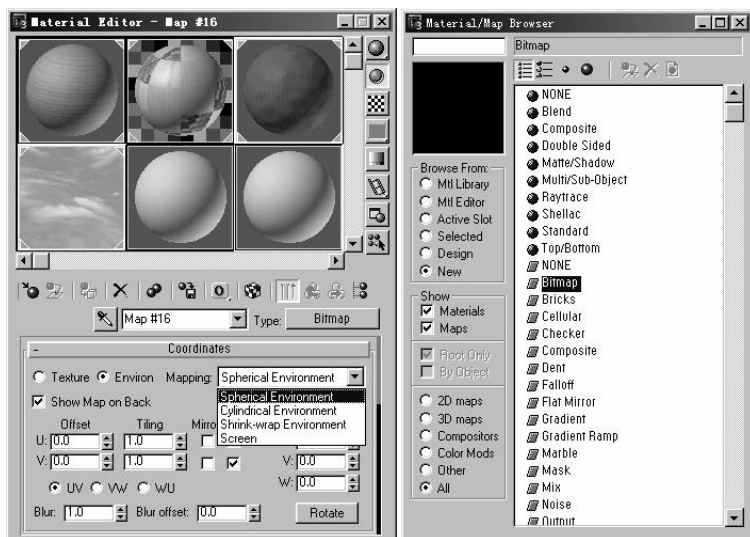 Material Editor - Map #16
Map #16
Type:
Bitmap
Coordinates
Texture
Environ
Mapping:
Spherical Environment
Spherical Environment
Cylindrical Environment
Shrink-wrap Environment
Screen
Show Map on Back
Offset
Tiling
U:
0.0
1.0
V:
0.0
1.0
V:
0.0
W:
0.0
UV
VW
WU
Blur:
1.0
Blur offset:
0.0
Rotate
Material/Map Browser
Bitmap
Browse From:
Mtl Library
Mtl Editor
Active Slot
Selected
Design
New
Show
Materials
Maps
Root Only
By Object
2D maps
3D maps
Compositors
Color Mods
Other
All
NONE
Blend
Composite
Double Sided
Matte/Shadow
Multi/Sub-Object
Raytrace
Shellac
Standard
Top/Bottom
NONE
Bitmap
Bricks
Cellular
Checker
Composite
Dent
Falloff
Flat Mirror
Gradient
Gradient Ramp
Marble
Mask
Mix
Noise
Output